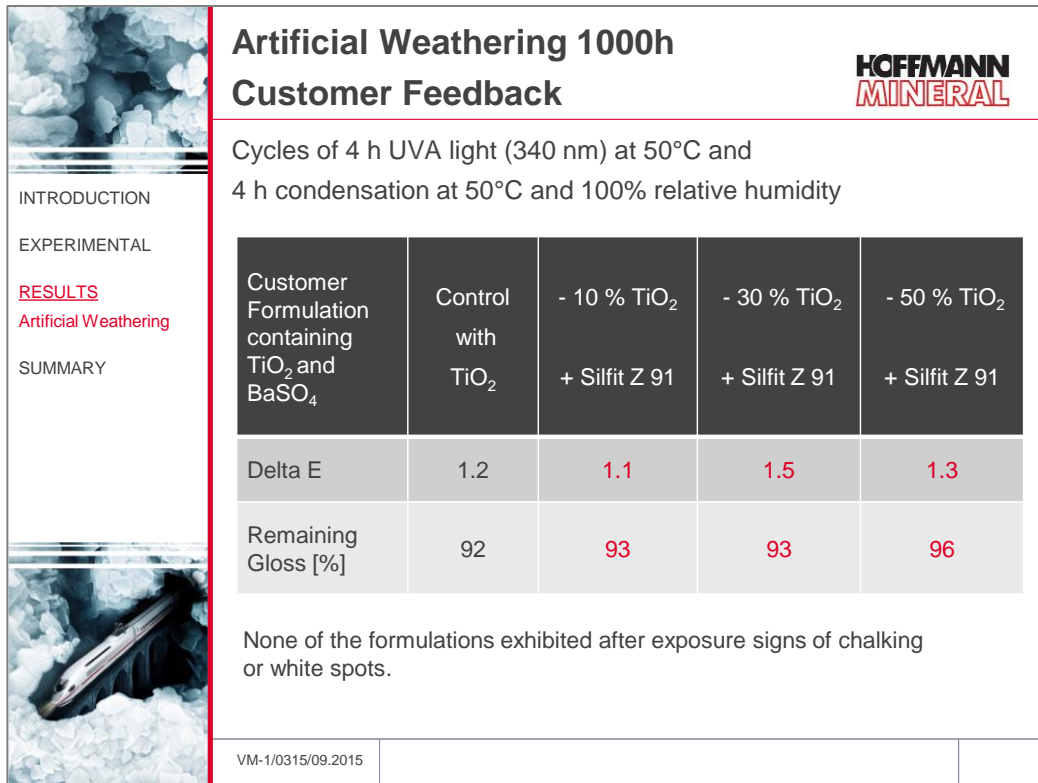 Artificial Weathering 1000h
Customer Feedback
HOFFMANN
MINERAL
INTRODUCTION
EXPERIMENTAL
RESULTS
Artificial Weathering
SUMMARY
Cycles of 4 h UVA light (340 nm) at 50°C and
4 h condensation at 50°C and 100% relative humidity
Customer
Formulation
containing
TiO₂ and
BaSO₄
Control
with
TiO₂
- 10 % TiO₂
+ Silfit Z 91
- 30 % TiO₂
+ Silfit Z 91
- 50 % TiO₂
+ Silfit Z 91
Delta E 1.2 1.1 1.5 1.3
Remaining
Gloss [%] 92 93 93 96
None of the formulations exhibited after exposure signs of chalking
or white spots.
VM-1/0315/09.2015